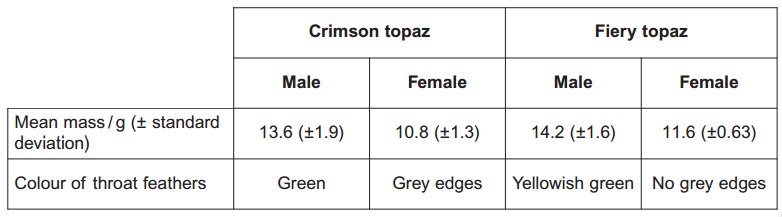 Crimson topaz Fiery topaz
Male Female Male Female
Mean mass / g (± standard
deviation) 13.6 (±1.9) 10.8 (±1.3) 14.2 (±1.6) 11.6 (±0.63)
Colour of throat feathers Green Grey edges Yellowish green No grey edges